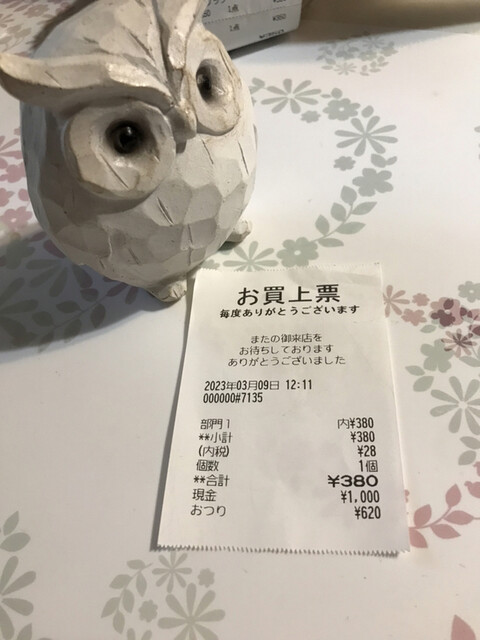 1点 ¥350
お買上票
毎度ありがとうございます
またの御来店を
お待ちしております
ありがとうございました
2023年03月09日 12:11
000000#7135
部門1 内¥380
**小計 ¥380
(内税) ¥28
個数 1個
**合計 ¥380
現金 ¥1,000
おつり ¥620